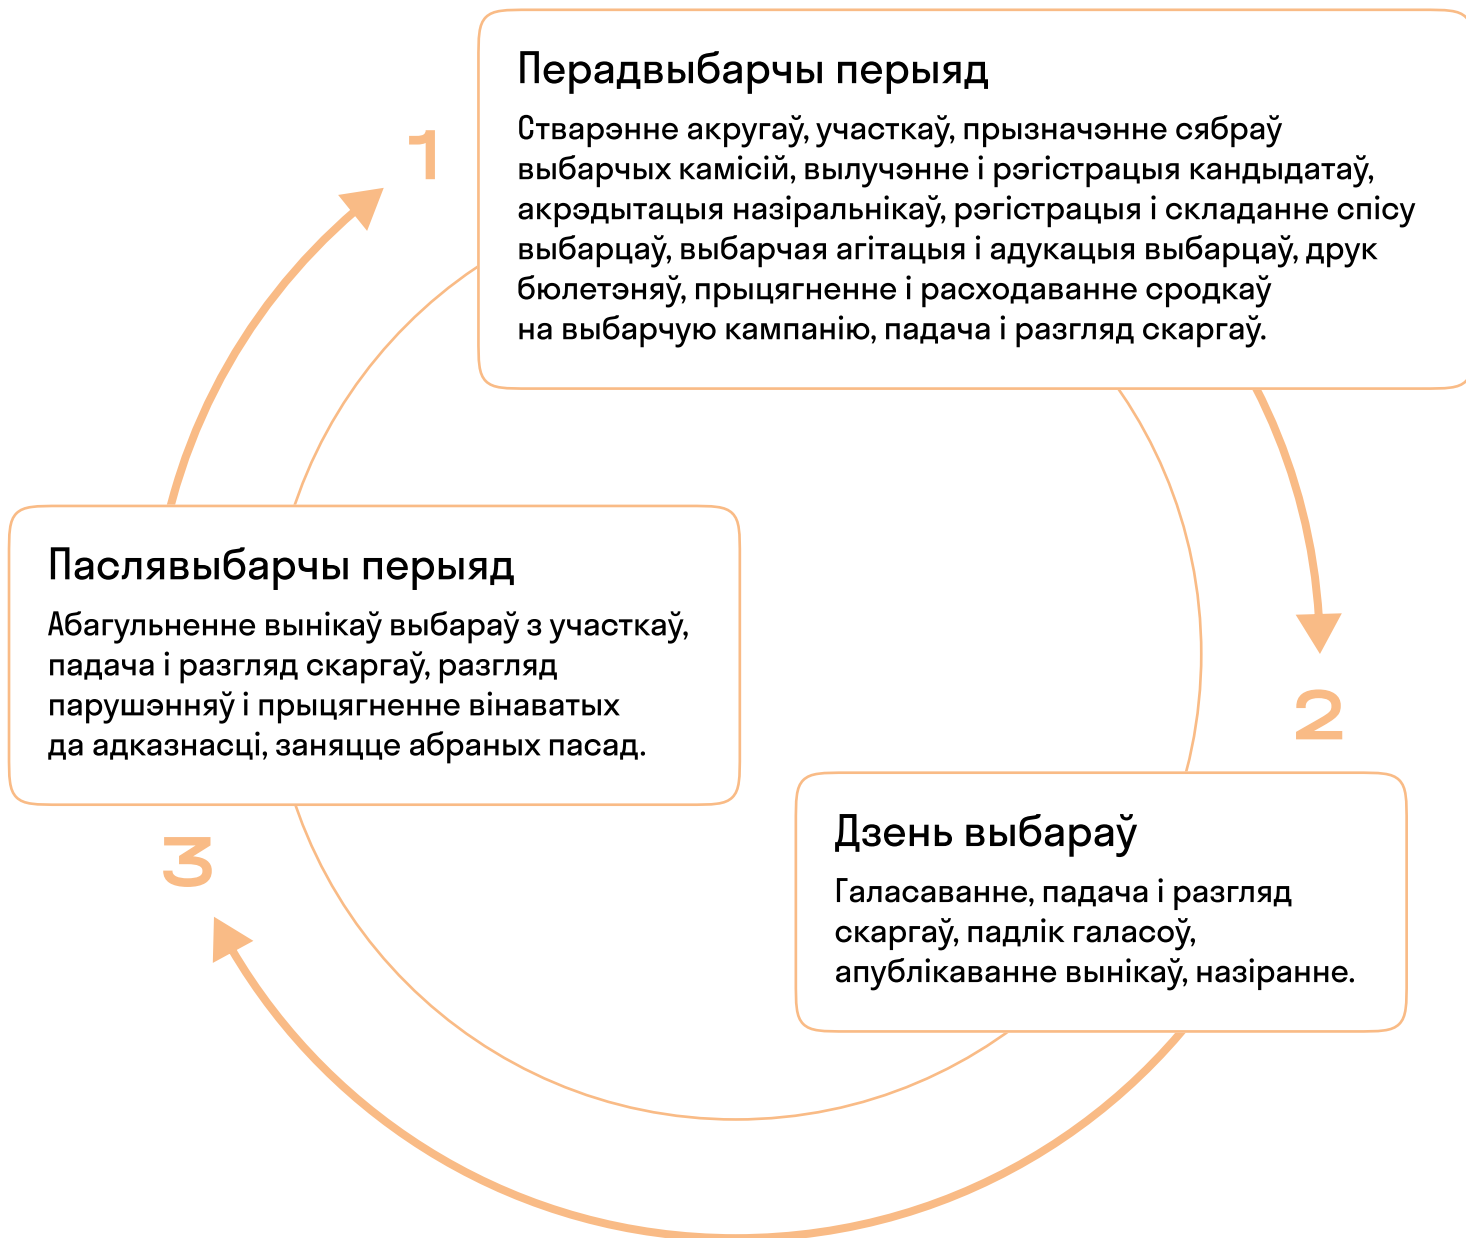 1
Перадвыбарчы перыяд
Стварэнне акругаў, участкаў, прызначэнне сяброў
выбарчых камісій, вылучэнне і рэгістрацыя кандыдатаў,
акрэдытацыя назіральнікаў, рэгістрацыя і складанне спісу
выбарцаў, выбарчая агітацыя і адукацыя выбарцаў, друк
бюлетэняў, прыцягненне і расходаванне сродкаў
на выбарчую кампанію, падача і разгляд скаргаў.
2
Дзень выбараў
Галасаванне, падача і разгляд
скаргаў, падлік галасоў,
апублікаванне вынікаў, назіранне.
3
Паслявыбарчы перыяд
Абагульненне вынікаў выбараў з участкаў,
падача і разгляд скаргаў, разгляд
парушэнняў і прыцягненне вінаватых
да адказнасці, заняцце абраных пасад.